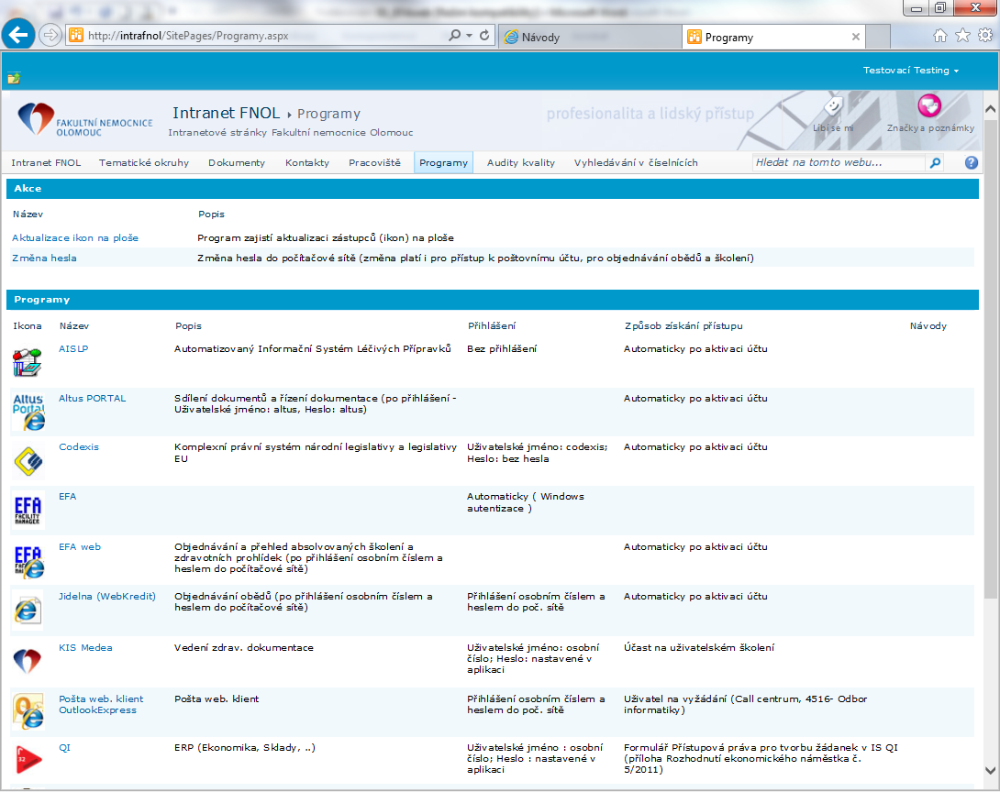 http://intrafnol/SitePages/Programy.aspx
Návody
Programy
Testovací Testing
FAKULTNÍ NEMOCNICE
OLOMOUC
Intranet FNOL ▸ Programy
Intranetové stránky Fakultní nemocnice Olomouc
profesionalita a lidský přístup
Líbí se mi
Značky a poznámky
Intranet FNOL Tematické okruhy Dokumenty Kontakty Pracoviště Programy Audity kvality Vyhledávání v číselnících
Hledat na tomto webu...
Akce
Název Popis
Aktualizace ikon na ploše Program zajistí aktualizaci zástupců (ikon) na ploše
Změna hesla Změna hesla do počítačové sítě (změna platí i pro přístup k poštovnímu účtu, pro objednávání obědů a školení)
Programy
Ikona Název Popis Přihlášení Způsob získání přístupu Návody
AISLP Automatizovaný Informační Systém Léčivých Přípravků Bez přihlášení Automaticky po aktivaci účtu
Altus Portal
Altus PORTAL Sdílení dokumentů a řízení dokumentace (po přihlášení - Automaticky po aktivaci účtu
Uživatelské jméno: altus, Heslo: altus)
Codexis Komplexní právní systém národní legislativy a legislativy Uživatelské jméno: codexis; Automaticky po aktivaci účtu
EU Heslo: bez hesla
EFA
FACILITY
MANAGER
EFA Automaticky ( Windows
autentizace )
EFA
EFA web Objednávání a přehled absolvovaných školení a Automaticky po aktivaci účtu
zdravotních prohlídek (po přihlášení osobním číslem a
heslem do počítačové sítě)
Jidelna (WebKredit) Objednávání obědů (po přihlášení osobním číslem a Přihlášení osobním číslem a Automaticky po aktivaci účtu
heslem do počítačové sítě) heslem do poč. sítě
KIS Medea Vedení zdrav. dokumentace Uživatelské jméno: osobní Účast na uživatelském školení
číslo; Heslo: nastavené v
aplikaci
Pošta web. klient Pošta web. klient Přihlášení osobním číslem a Uživatel na vyžádání (Call centrum, 4516- Odbor
OutlookExpress heslem do poč. sítě informatiky)
32
QI ERP (Ekonomika, Sklady, ..) Uživatelské jméno : osobní Formulář Přístupová práva pro tvorbu žádanek v IS QI
číslo; Heslo : nastavené v (příloha Rozhodnutí ekonomického náměstka č.
aplikaci 5/2011)